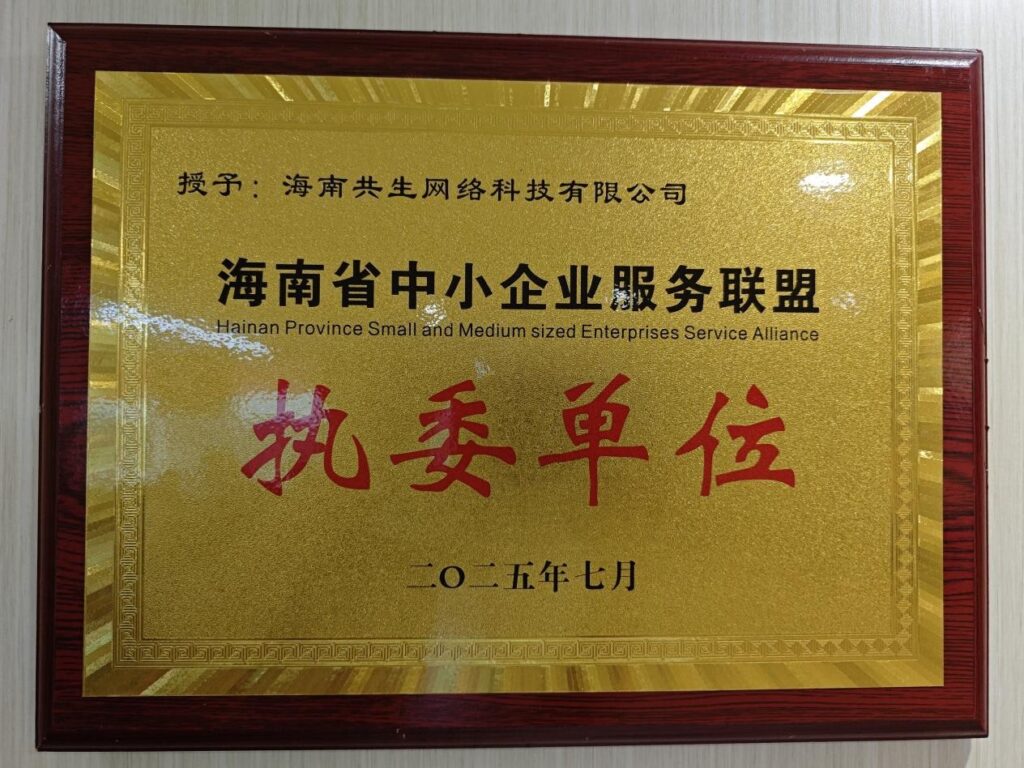 授予：海南共生网络科技有限公司
海南省中小企业服务联盟
Hainan Province Small and Medium sized Enterprises Service Alliance
执委单位
二〇二五年七月